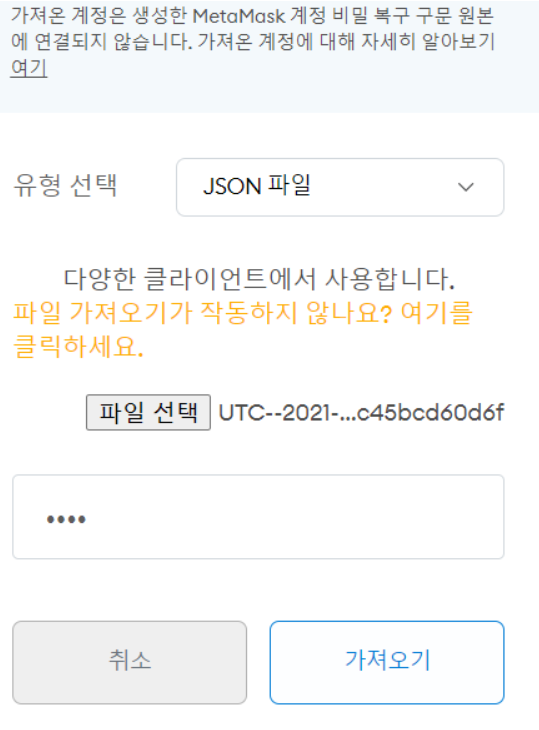 가져온 계정은 생성한 MetaMask 계정 비밀 복구 구문 원본
에 연결되지 않습니다. 가져온 계정에 대해 자세히 알아보기
여기
유형 선택
JSON 파일
다양한 클라이언트에서 사용합니다.
파일 가져오기가 작동하지 않나요? 여기를
클릭하세요.
파일 선택 UTC--2021-...c45bcd60d6f
••••
취소
가져오기